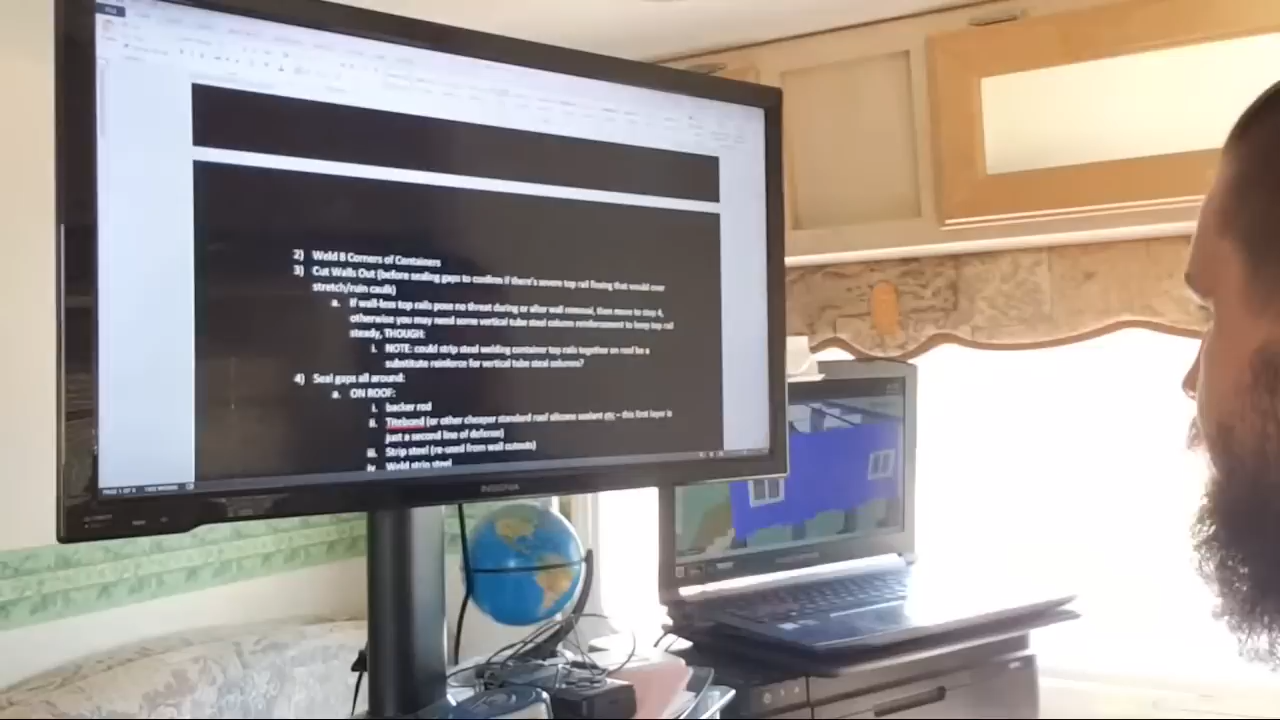 2) Weld 8 Corners of Containers
3) Cut Walls Out (before sealing gaps to confirm if there's severe top rail flexing that would over
stretch/ruin caulk)
a. If wall-less top rails pose no threat during or after wall removal, then move to step 4,
otherwise you may need some vertical tube steel column reinforcement to keep top rail
steady, THOUGH:
i. NOTE: could strip steel welding container top rails together on roof be a
substitute reinforce for vertical tube steal columns?
4) Seal gaps all around:
a. ON ROOF:
i. backer rod
ii. Titebond (or other cheaper standard roof silicone sealant etc – this first layer is
just a second line of defense)
iii. Strip steel (re-used from wall cutouts)
iv Weld strip steel
INSIGNIA